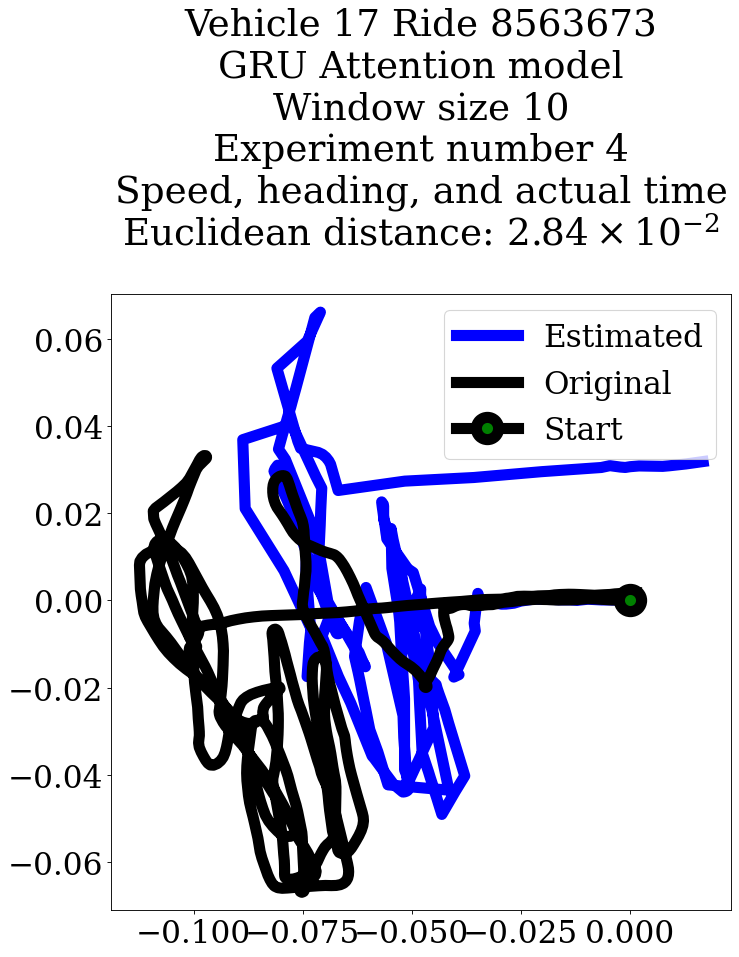 Vehicle 17 Ride 8563673
GRU Attention model
Window size 10
Experiment number 4
Speed, heading, and actual time
Euclidean distance: 2.84 × 10⁻²
Estimated
Original
Start
0.06
0.04
0.02
0.00
−0.02
−0.04
−0.06
−0.100 −0.075 −0.050 −0.025 0.000